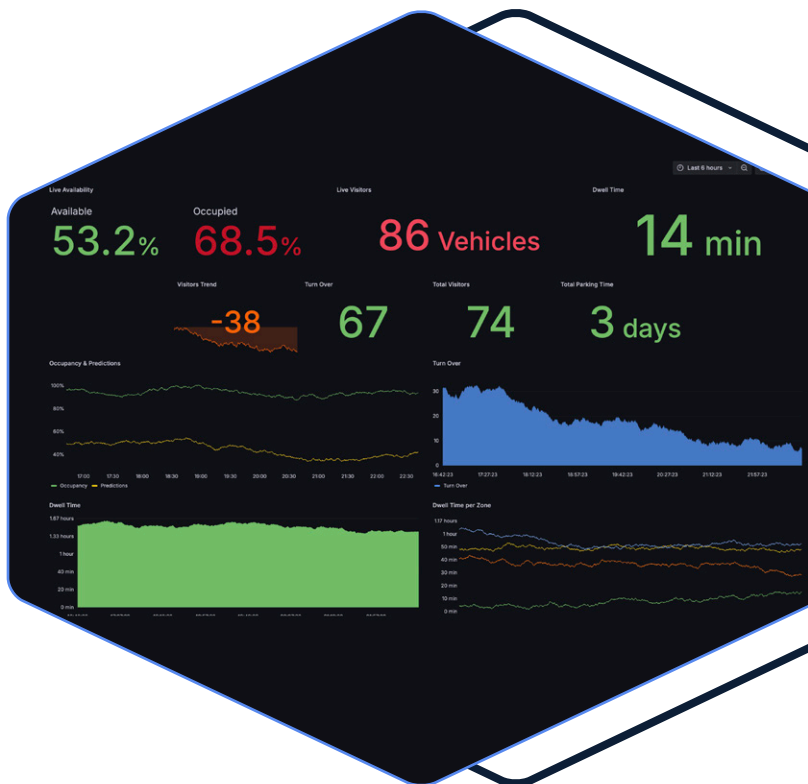 Last 6 hours
Live Availability
Live Visitors
Dwell Time
Available
Occupied
53.2%
68.5%
86 Vehicles
14 min
Visitors Trend
Turn Over
Total Visitors
Total Parking Time
-38
67
74
3 days
Occupancy & Predictions
100%
80%
60%
40%
17:00 17:30 18:00 18:30 19:00 19:30 20:00 20:30 21:00 21:30 22:00 22:30
Occupancy Predictions
Turn Over
30
20
10
0
16:42:23 17:27:23 18:12:23 18:57:23 19:42:23 20:27:23 21:12:23 21:57:23
Turn Over
Dwell Time
1.67 hours
1.33 hours
1 hour
40 min
20 min
0 min
Dwell Time per Zone
1.17 hours
1 hour
50 min
40 min
30 min
20 min
10 min
0 min